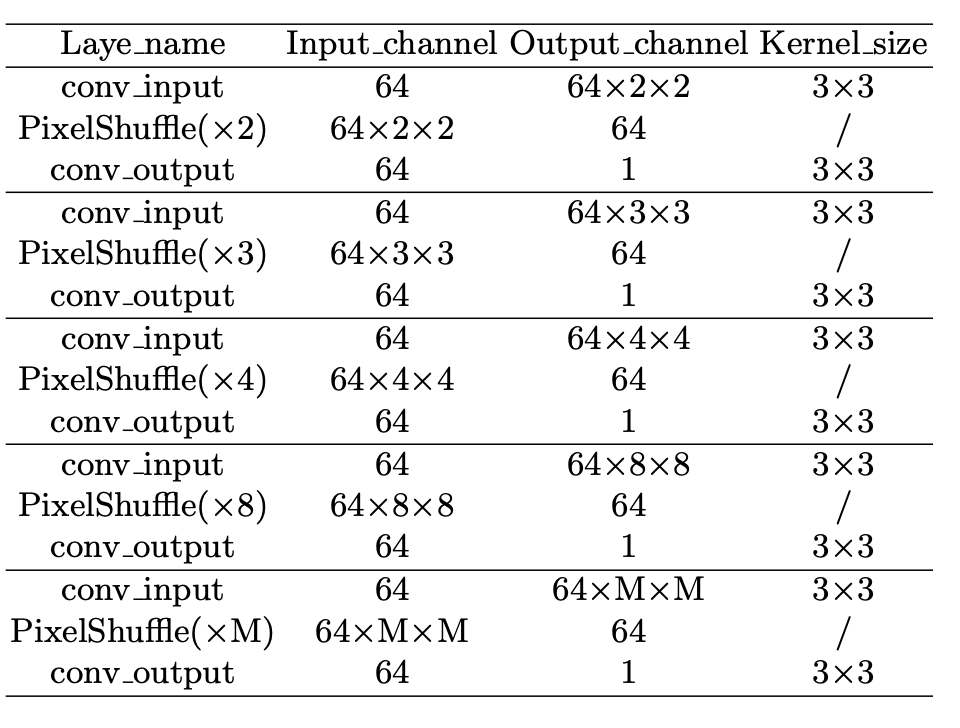 Laye_name Input_channel Output_channel Kernel_size
conv_input 64 64×2×2 3×3
PixelShuffle(×2) 64×2×2 64 /
conv_output 64 1 3×3
conv_input 64 64×3×3 3×3
PixelShuffle(×3) 64×3×3 64 /
conv_output 64 1 3×3
conv_input 64 64×4×4 3×3
PixelShuffle(×4) 64×4×4 64 /
conv_output 64 1 3×3
conv_input 64 64×8×8 3×3
PixelShuffle(×8) 64×8×8 64 /
conv_output 64 1 3×3
conv_input 64 64×M×M 3×3
PixelShuffle(×M) 64×M×M 64 /
conv_output 64 1 3×3